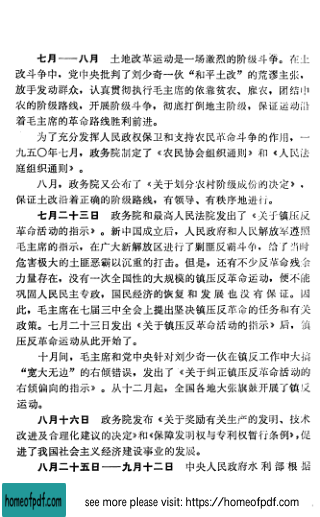 七月——八月　土地改革运动是一场激烈的阶级斗争。在土
改斗争中，党中央批判了刘少奇一伙“和平土改”的荒谬主张，
放手发动群众，认真贯彻执行毛主席的依靠贫农、雇农，团结中
农的阶级路线，开展阶级斗争，彻底打倒地主阶级，保证运动沿
着毛主席的革命路线胜利前进。
为了充分发挥人民政权保卫和支持农民革命斗争的作用，一
九五〇年七月，政务院制定了《农民协会组织通则》和《人民法
庭组织通则》。
八月，政务院又公布了《关于划分农村阶级成份的决定》，
保证土改沿着正确的阶级路线，有领导、有秩序地进行。
七月二十三日　政务院和最高人民法院发出了《关于镇压反
革命活动的指示》。新中国成立后，人民政府和人民解放军遵照
毛主席的指示，在广大新解放区进行了剿匪反霸斗争，给了当时
危害极大的土匪恶霸以沉重的打击。但是，还有不少反革命残余
力量存在，没有一次全国性的大规模的镇压反革命运动，便不能
巩固人民民主专政，国民经济的恢复和发展也没有保证。因
此，毛主席在七届三中全会上提出坚决镇压反革命的任务和有关
政策。七月二十三发出《关于镇压反革命活动的指示》后，镇
压反革命运动从此开始了。
十月间，毛主席和党中央针对刘少奇一伙在镇反工作中大搞
“宽大无边”的右倾错误，发出了《关于纠正镇压反革命活动的
右倾偏向的指示》。从十二月起，全国各地大张旗鼓开展了镇反
运动。
八月十六日　政务院发布《关于奖励有关生产的发明、技术
改进及合理化建议的决定》和《保障发明权与专利权暂行条例》，促
进了我国社会主义经济建设事业的发展。
八月二十五日——九月十二日　中央人民政府水利部根据
homeofpdf.com see more please visit: https://homeofpdf.com